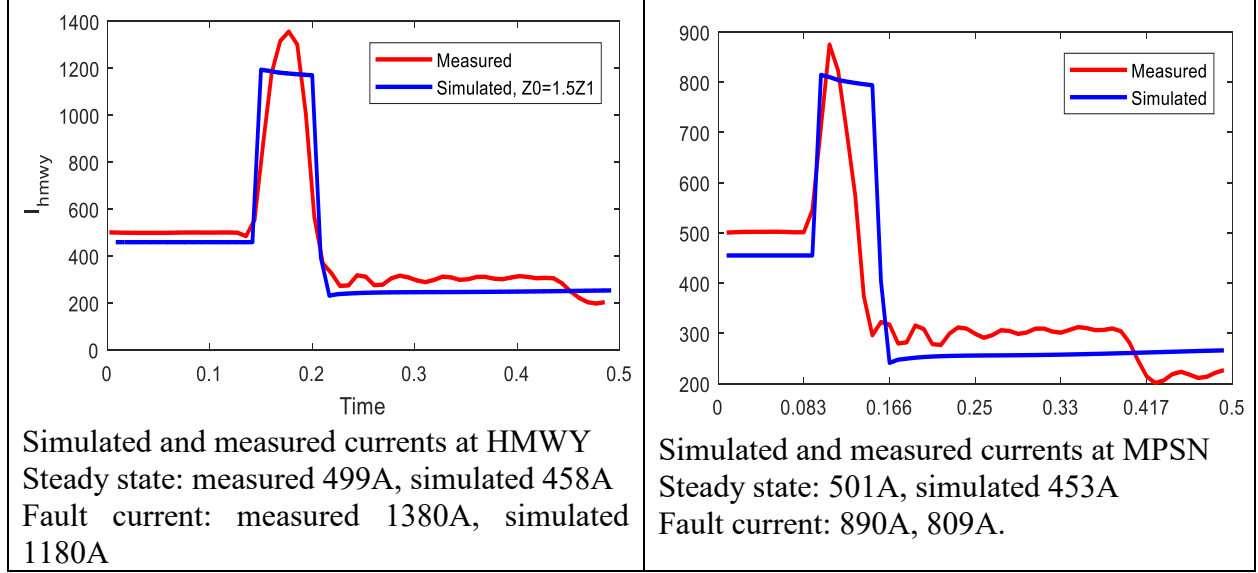 1400
1200
1000
800
600
400
200
0
I_hmwy
Measured
Simulated, Z0=1.5Z1
0 0.1 0.2 0.3 0.4 0.5
Time
Simulated and measured currents at HMWY
Steady state: measured 499A, simulated 458A
Fault current: measured 1380A, simulated
1180A
900
800
700
600
500
400
300
200
Measured
Simulated
0 0.083 0.166 0.25 0.33 0.417 0.5
Simulated and measured currents at MPSN
Steady state: 501A, simulated 453A
Fault current: 890A, 809A.